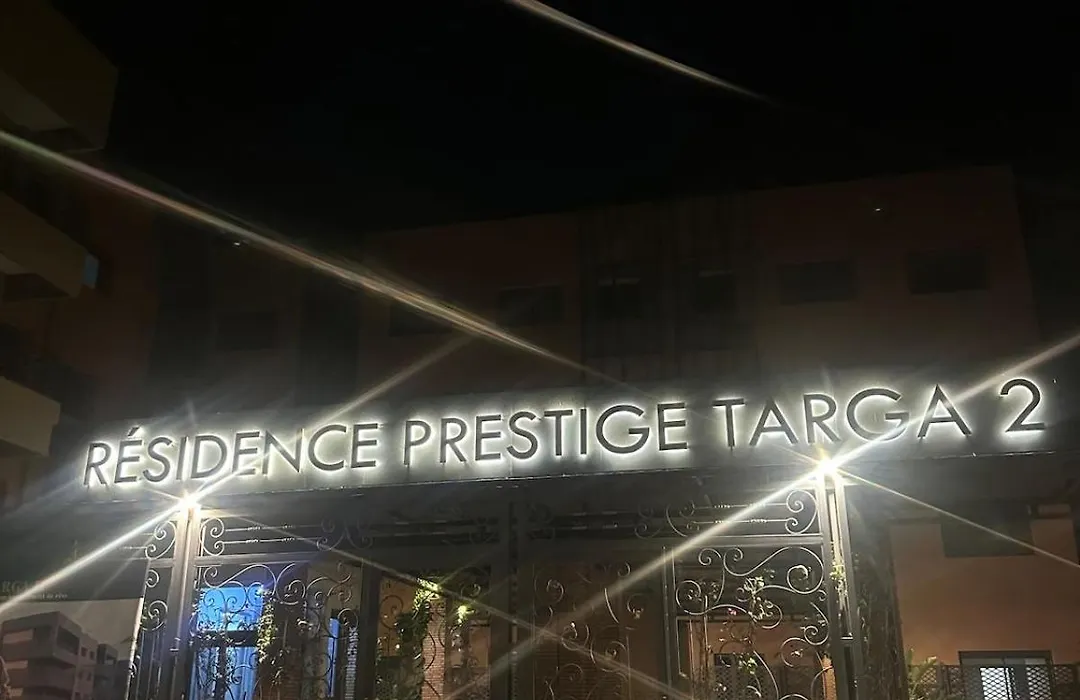 RÉSIDENCE PRESTIGE TARGA 2